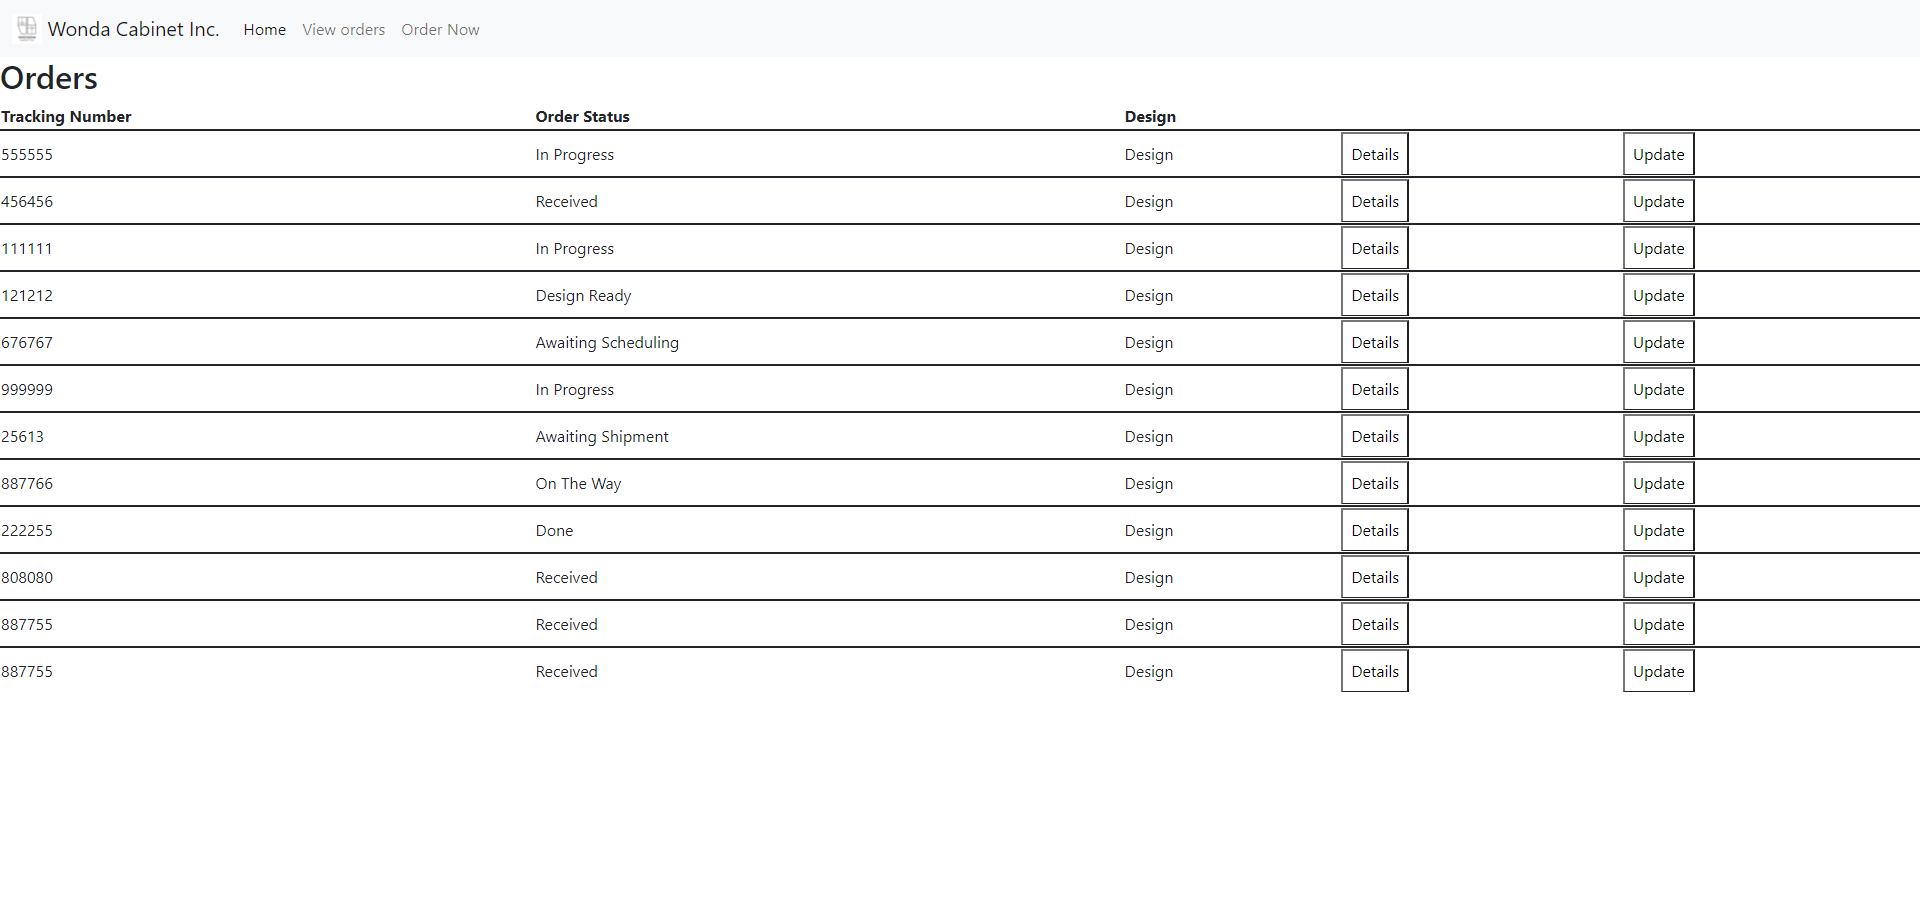 Wonda Cabinet Inc. Home View orders Order Now
Orders
Tracking Number Order Status Design
555555 In Progress Design Details Update
456456 Received Design Details Update
111111 In Progress Design Details Update
121212 Design Ready Design Details Update
676767 Awaiting Scheduling Design Details Update
999999 In Progress Design Details Update
25613 Awaiting Shipment Design Details Update
887766 On The Way Design Details Update
222255 Done Design Details Update
808080 Received Design Details Update
887755 Received Design Details Update
887755 Received Design Details Update